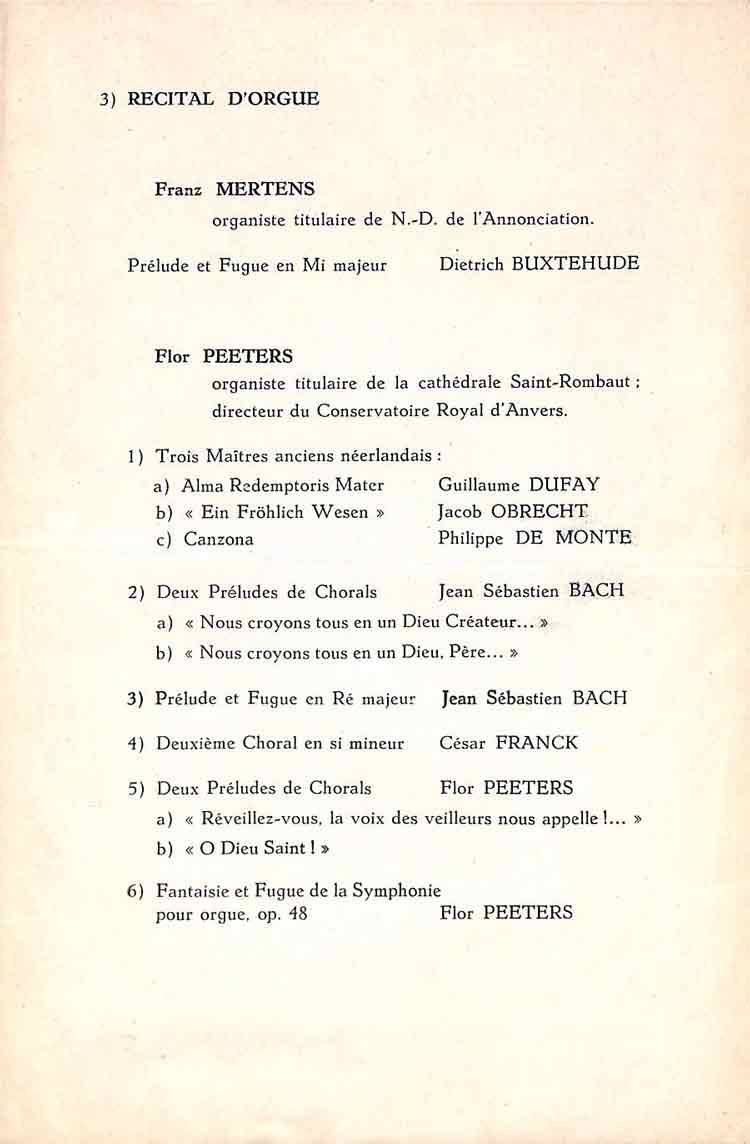 3) RECITAL D'ORGUE
Franz MERTENS
organiste titulaire de N.-D. de l'Annonciation.
Prélude et Fugue en Mi majeur Dietrich BUXTEHUDE
Flor PEETERS
organiste titulaire de la cathédrale Saint-Rombaut ;
directeur du Conservatoire Royal d'Anvers.
1) Trois Maîtres anciens néerlandais :
a) Alma Redemptoris Mater Guillaume DUFAY
b) « Ein Fröhlich Wesen » Jacob OBRECHT
c) Canzona Philippe DE MONTE
2) Deux Préludes de Chorals Jean Sébastien BACH
a) « Nous croyons tous en un Dieu Créateur... »
b) « Nous croyons tous en un Dieu, Père... »
3) Prélude et Fugue en Ré majeur Jean Sébastien BACH
4) Deuxième Choral en si mineur César FRANCK
5) Deux Préludes de Chorals Flor PEETERS
a) « Réveillez-vous, la voix des veilleurs nous appelle !... »
b) « O Dieu Saint ! »
6) Fantaisie et Fugue de la Symphonie
pour orgue, op. 48 Flor PEETERS